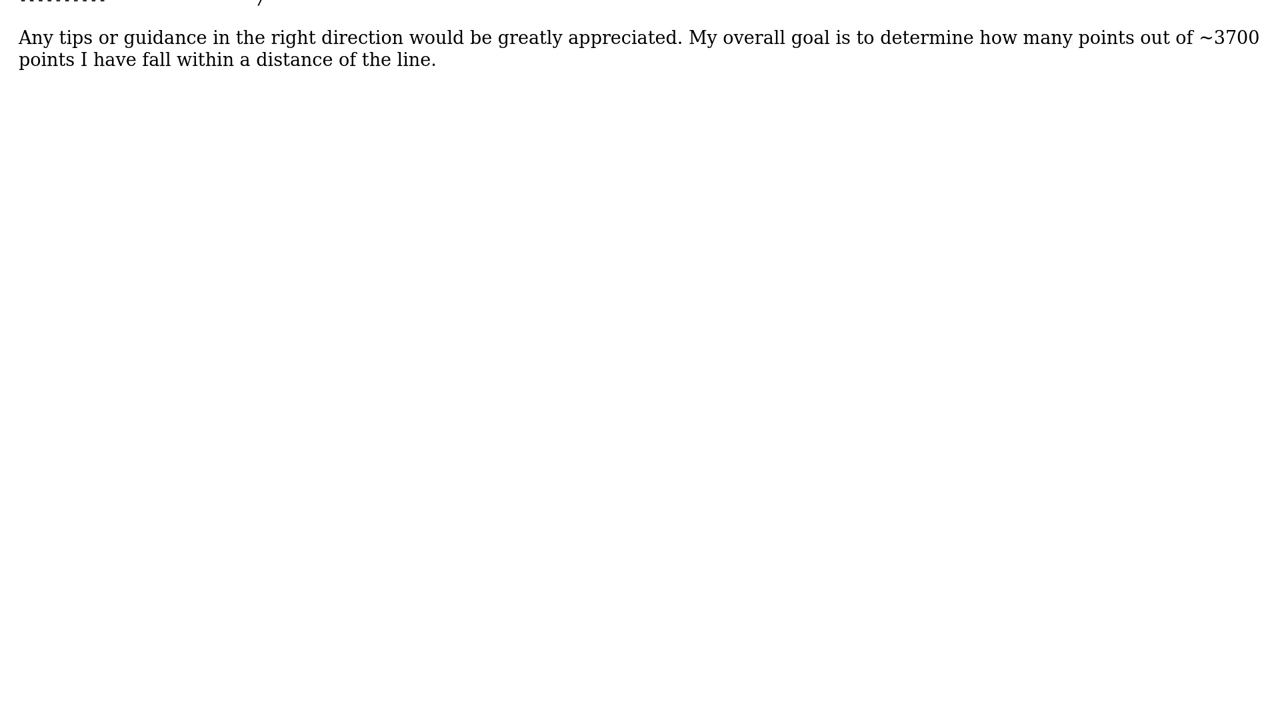 Any tips or guidance in the right direction would be greatly appreciated. My overall goal is to determine how many points out of ~3700
points I have fall within a distance of the line.